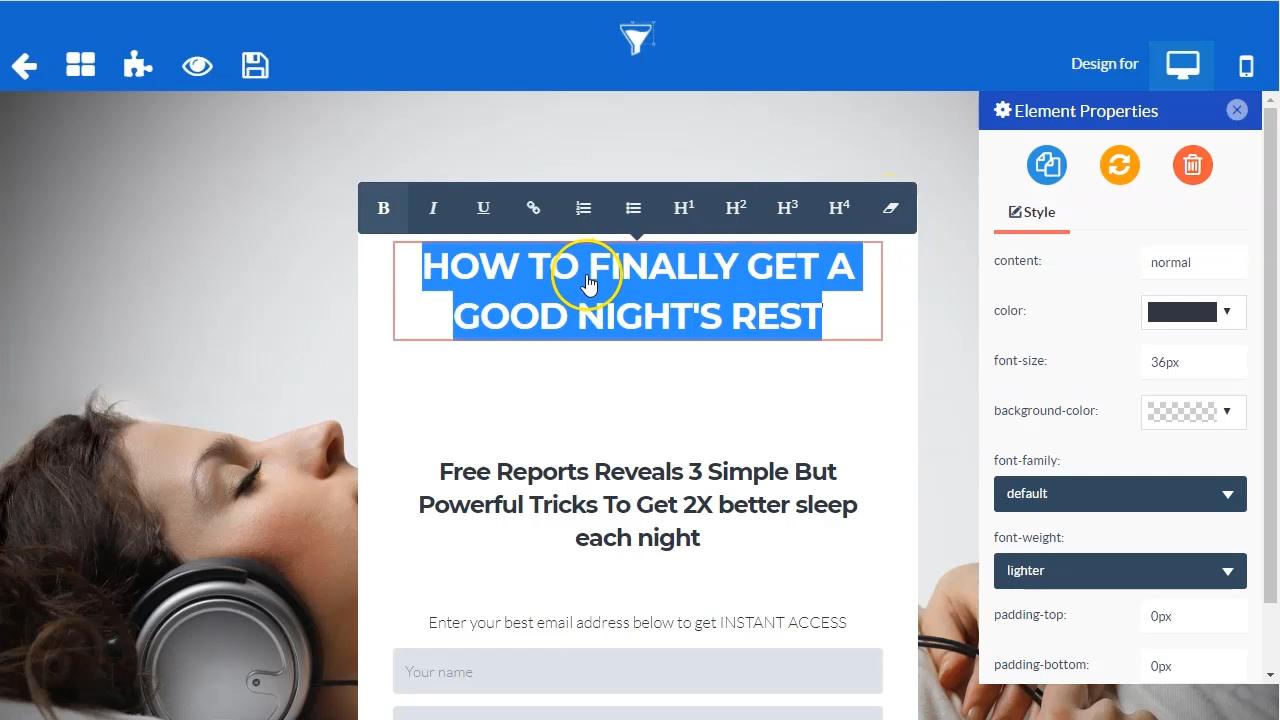 Design for
Element Properties
B I U H1 H2 H3 H4
Style
HOW TO FINALLY GET A
GOOD NIGHT'S REST
content: normal
color:
font-size: 36px
background-color:
font-family:
default
font-weight:
lighter
padding-top: 0px
padding-bottom: 0px
Free Reports Reveals 3 Simple But
Powerful Tricks To Get 2X better sleep
each night
Enter your best email address below to get INSTANT ACCESS
Your name